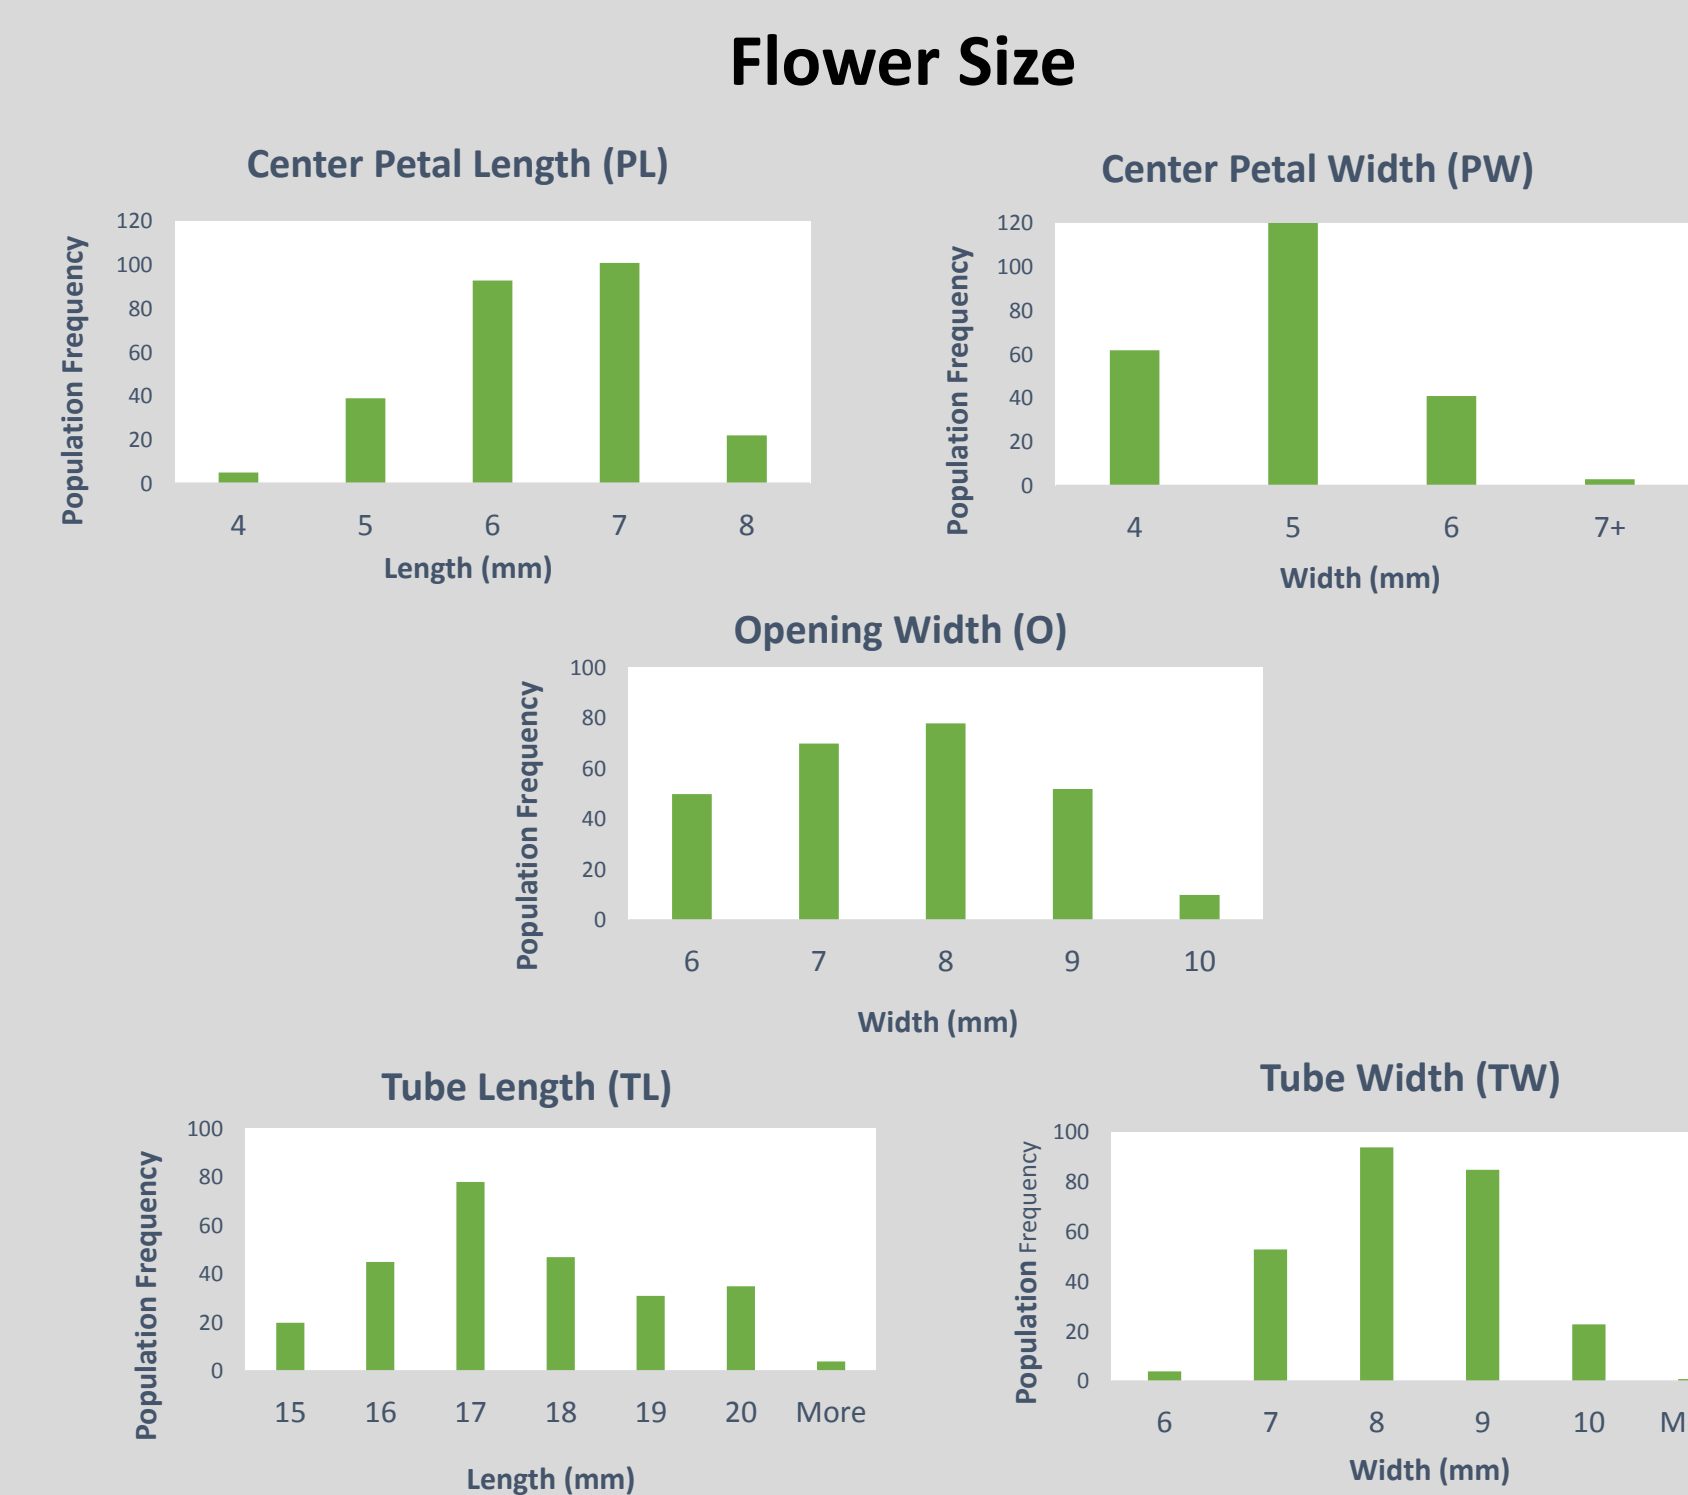 Flower Size
Center Petal Length (PL)
Population Frequency
120
100
80
60
40
20
0
4 5 6 7 8
Length (mm)
Center Petal Width (PW)
Population Frequency
120
100
80
60
40
20
0
4 5 6 7+
Width (mm)
Opening Width (O)
Population Frequency
100
80
60
40
20
0
6 7 8 9 10
Width (mm)
Tube Length (TL)
Population Frequency
100
80
60
40
20
0
15 16 17 18 19 20 More
Length (mm)
Tube Width (TW)
Population Frequency
100
80
60
40
20
0
6 7 8 9 10
Width (mm)